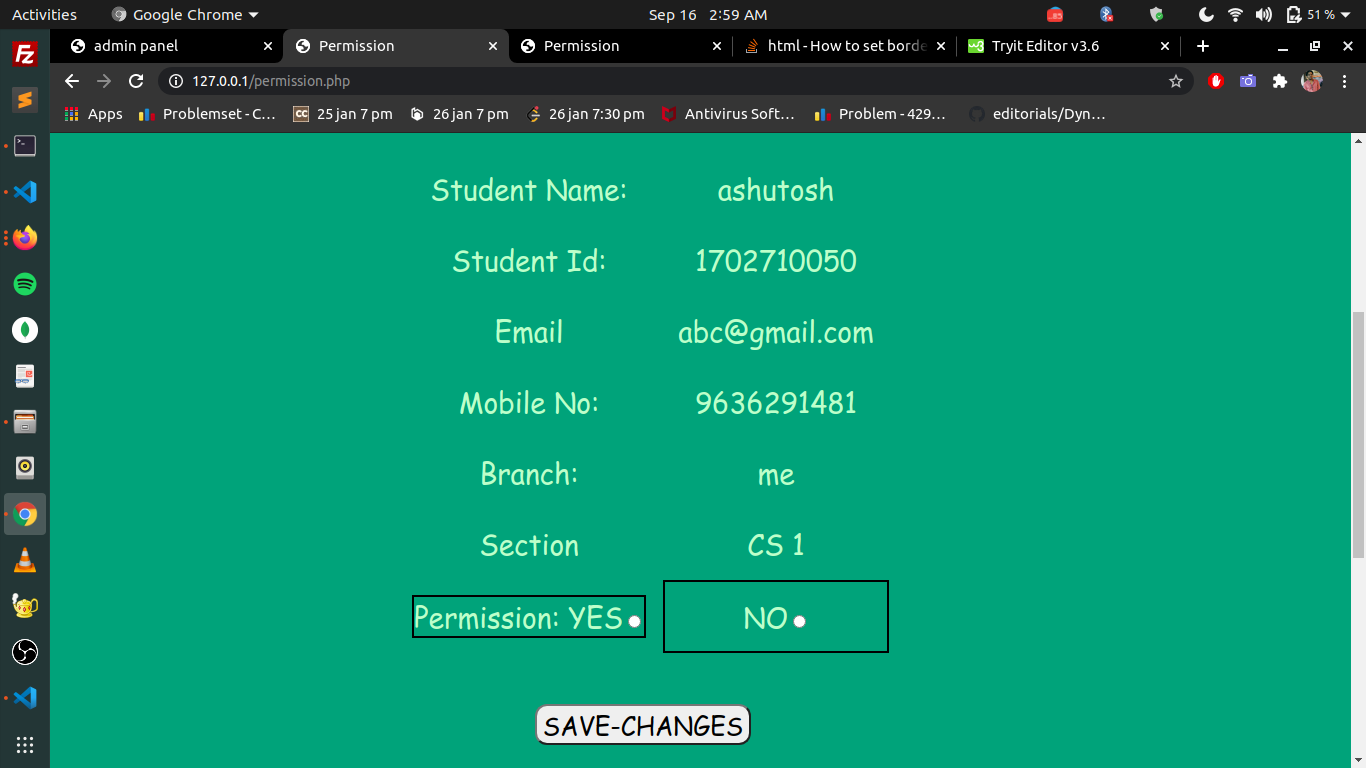 Activities Google Chrome Sep 16 2:59 AM 51 %
admin panel Permission Permission html - How to set borde Tryit Editor v3.6
127.0.0.1/permission.php
Apps Problemset - C... CC 25 jan 7 pm 26 jan 7 pm 26 jan 7:30 pm Antivirus Soft... Problem - 429... editorials/Dyn...
Student Name: ashutosh
Student Id: 1702710050
Email abc@gmail.com
Mobile No: 9636291481
Branch: me
Section CS 1
Permission: YES NO
SAVE-CHANGES